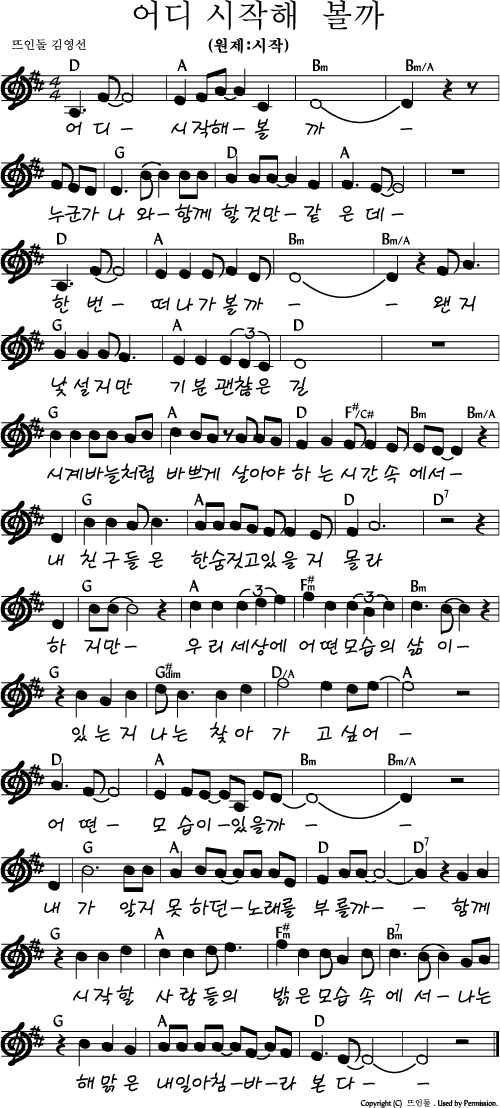 어디 시작해 볼까
뜨인돌 김영선 (원제:시작)
D A Bm Bm/A
어 디 – 시 작해 – 볼 까 –
G D A
누군가 나 와 – 함께 할 것만 – 같 은 데 –
D A Bm Bm/A
한 번 – 떠 나 가 볼 까 – – 왠 지
G A 3 D
낯 설 지 만 기 분 괜찮은 길
G A D F#/C# Bm Bm/A
시계바늘처럼 바쁘게 살아야 하 는 시 간 속 에서 –
G A D D7
내 친 구 들 은 한숨짓고있 을 지 몰 라
G A 3 F#m 3 Bm
하 지만 – 우 리 세상에 어떤모습의 삶 이 –
G G#dim D/A A
있 는 지 나 는 찾 아 가 고 싶 어 –
D A Bm Bm/A
어 떤 – 모 습이 – 있을까 – –
G A D D7
내 가 알지 못 하던 – 노래를 부 를까 – – 함께
G A F#m B7
시 작 할 사 람 들 의 밝 은 모습 속 에 서 – 나는
G A D
해 맑 은 내일아침 – 바 – 라 본 다 – –
Copyright (C) 뜨인돌 . Used by Permission.